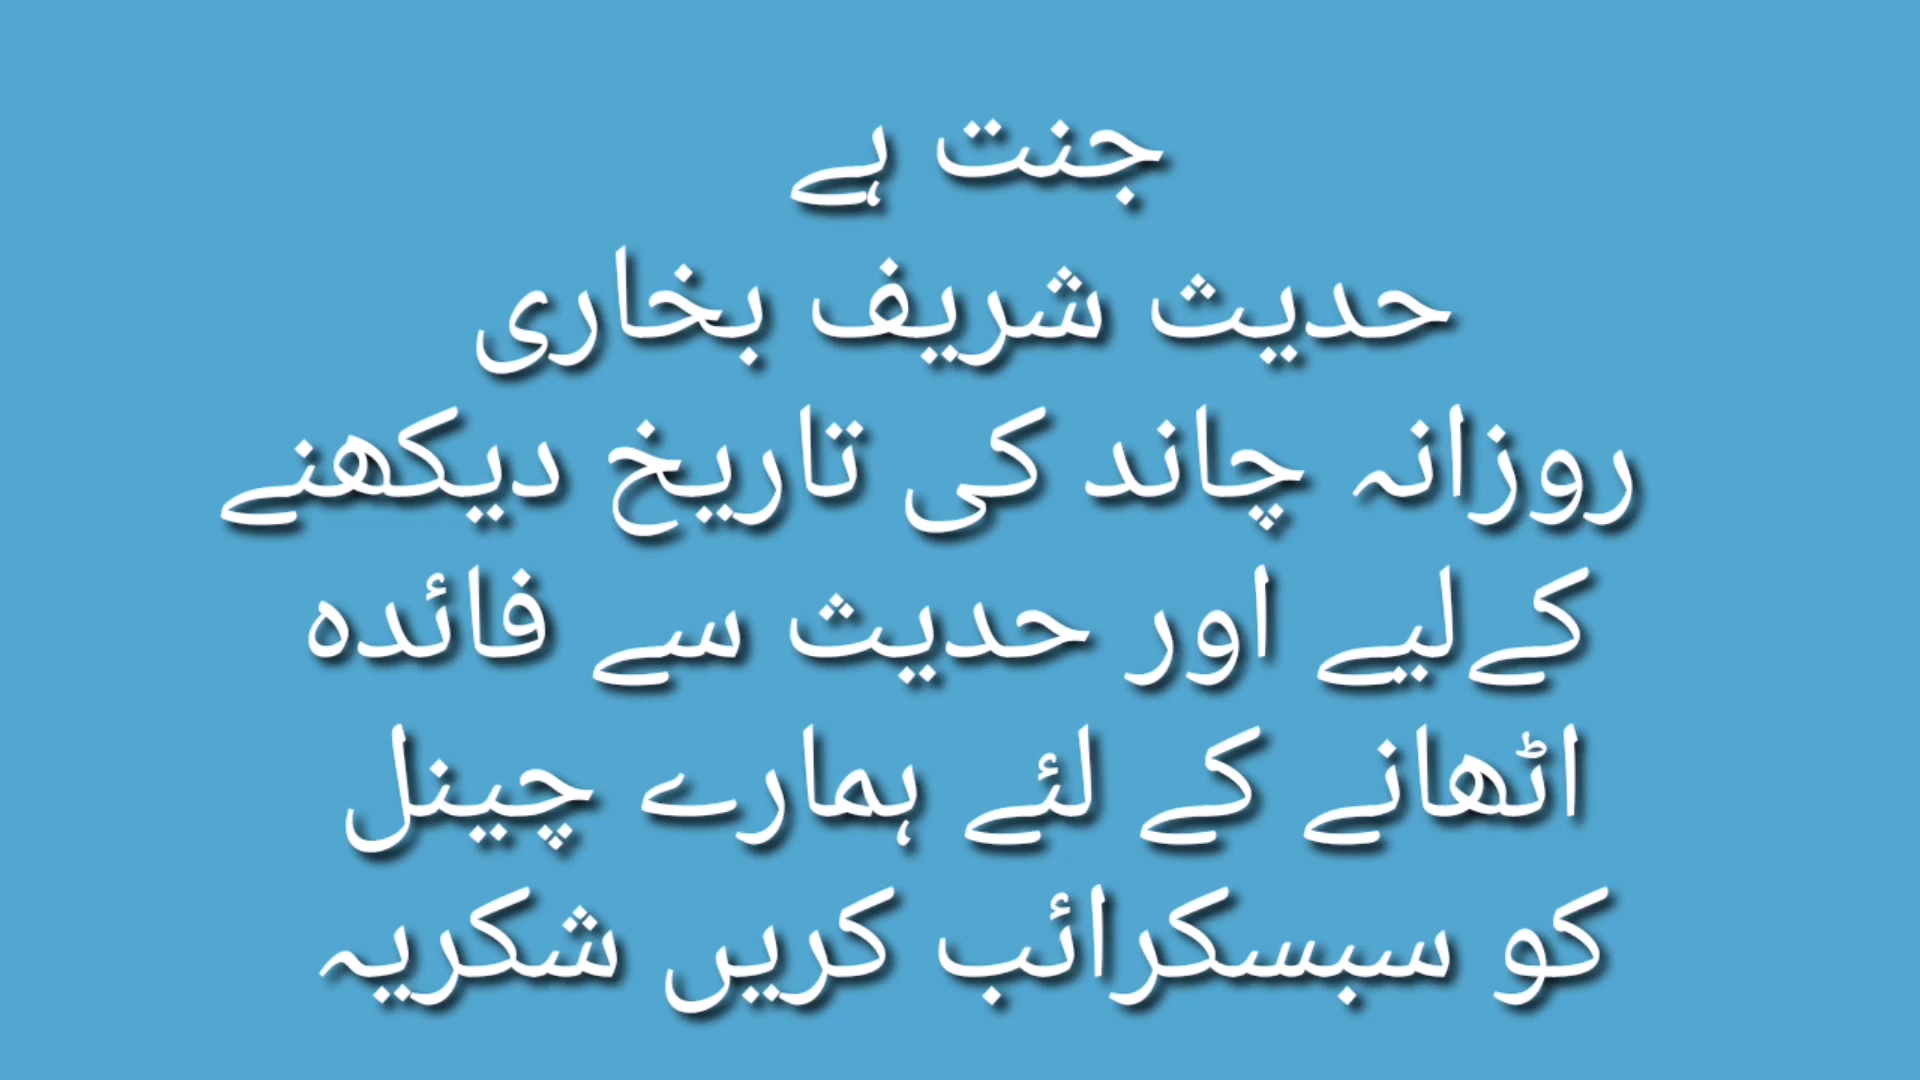 جنت ہے
حدیث شریف بخاری
روزانہ چاند کی تاریخ دیکھنے
کےلیے اور حدیث سے فائدہ
اٹھانے کے لئے ہمارے چینل
کو سبسکرائب کریں شکریہ